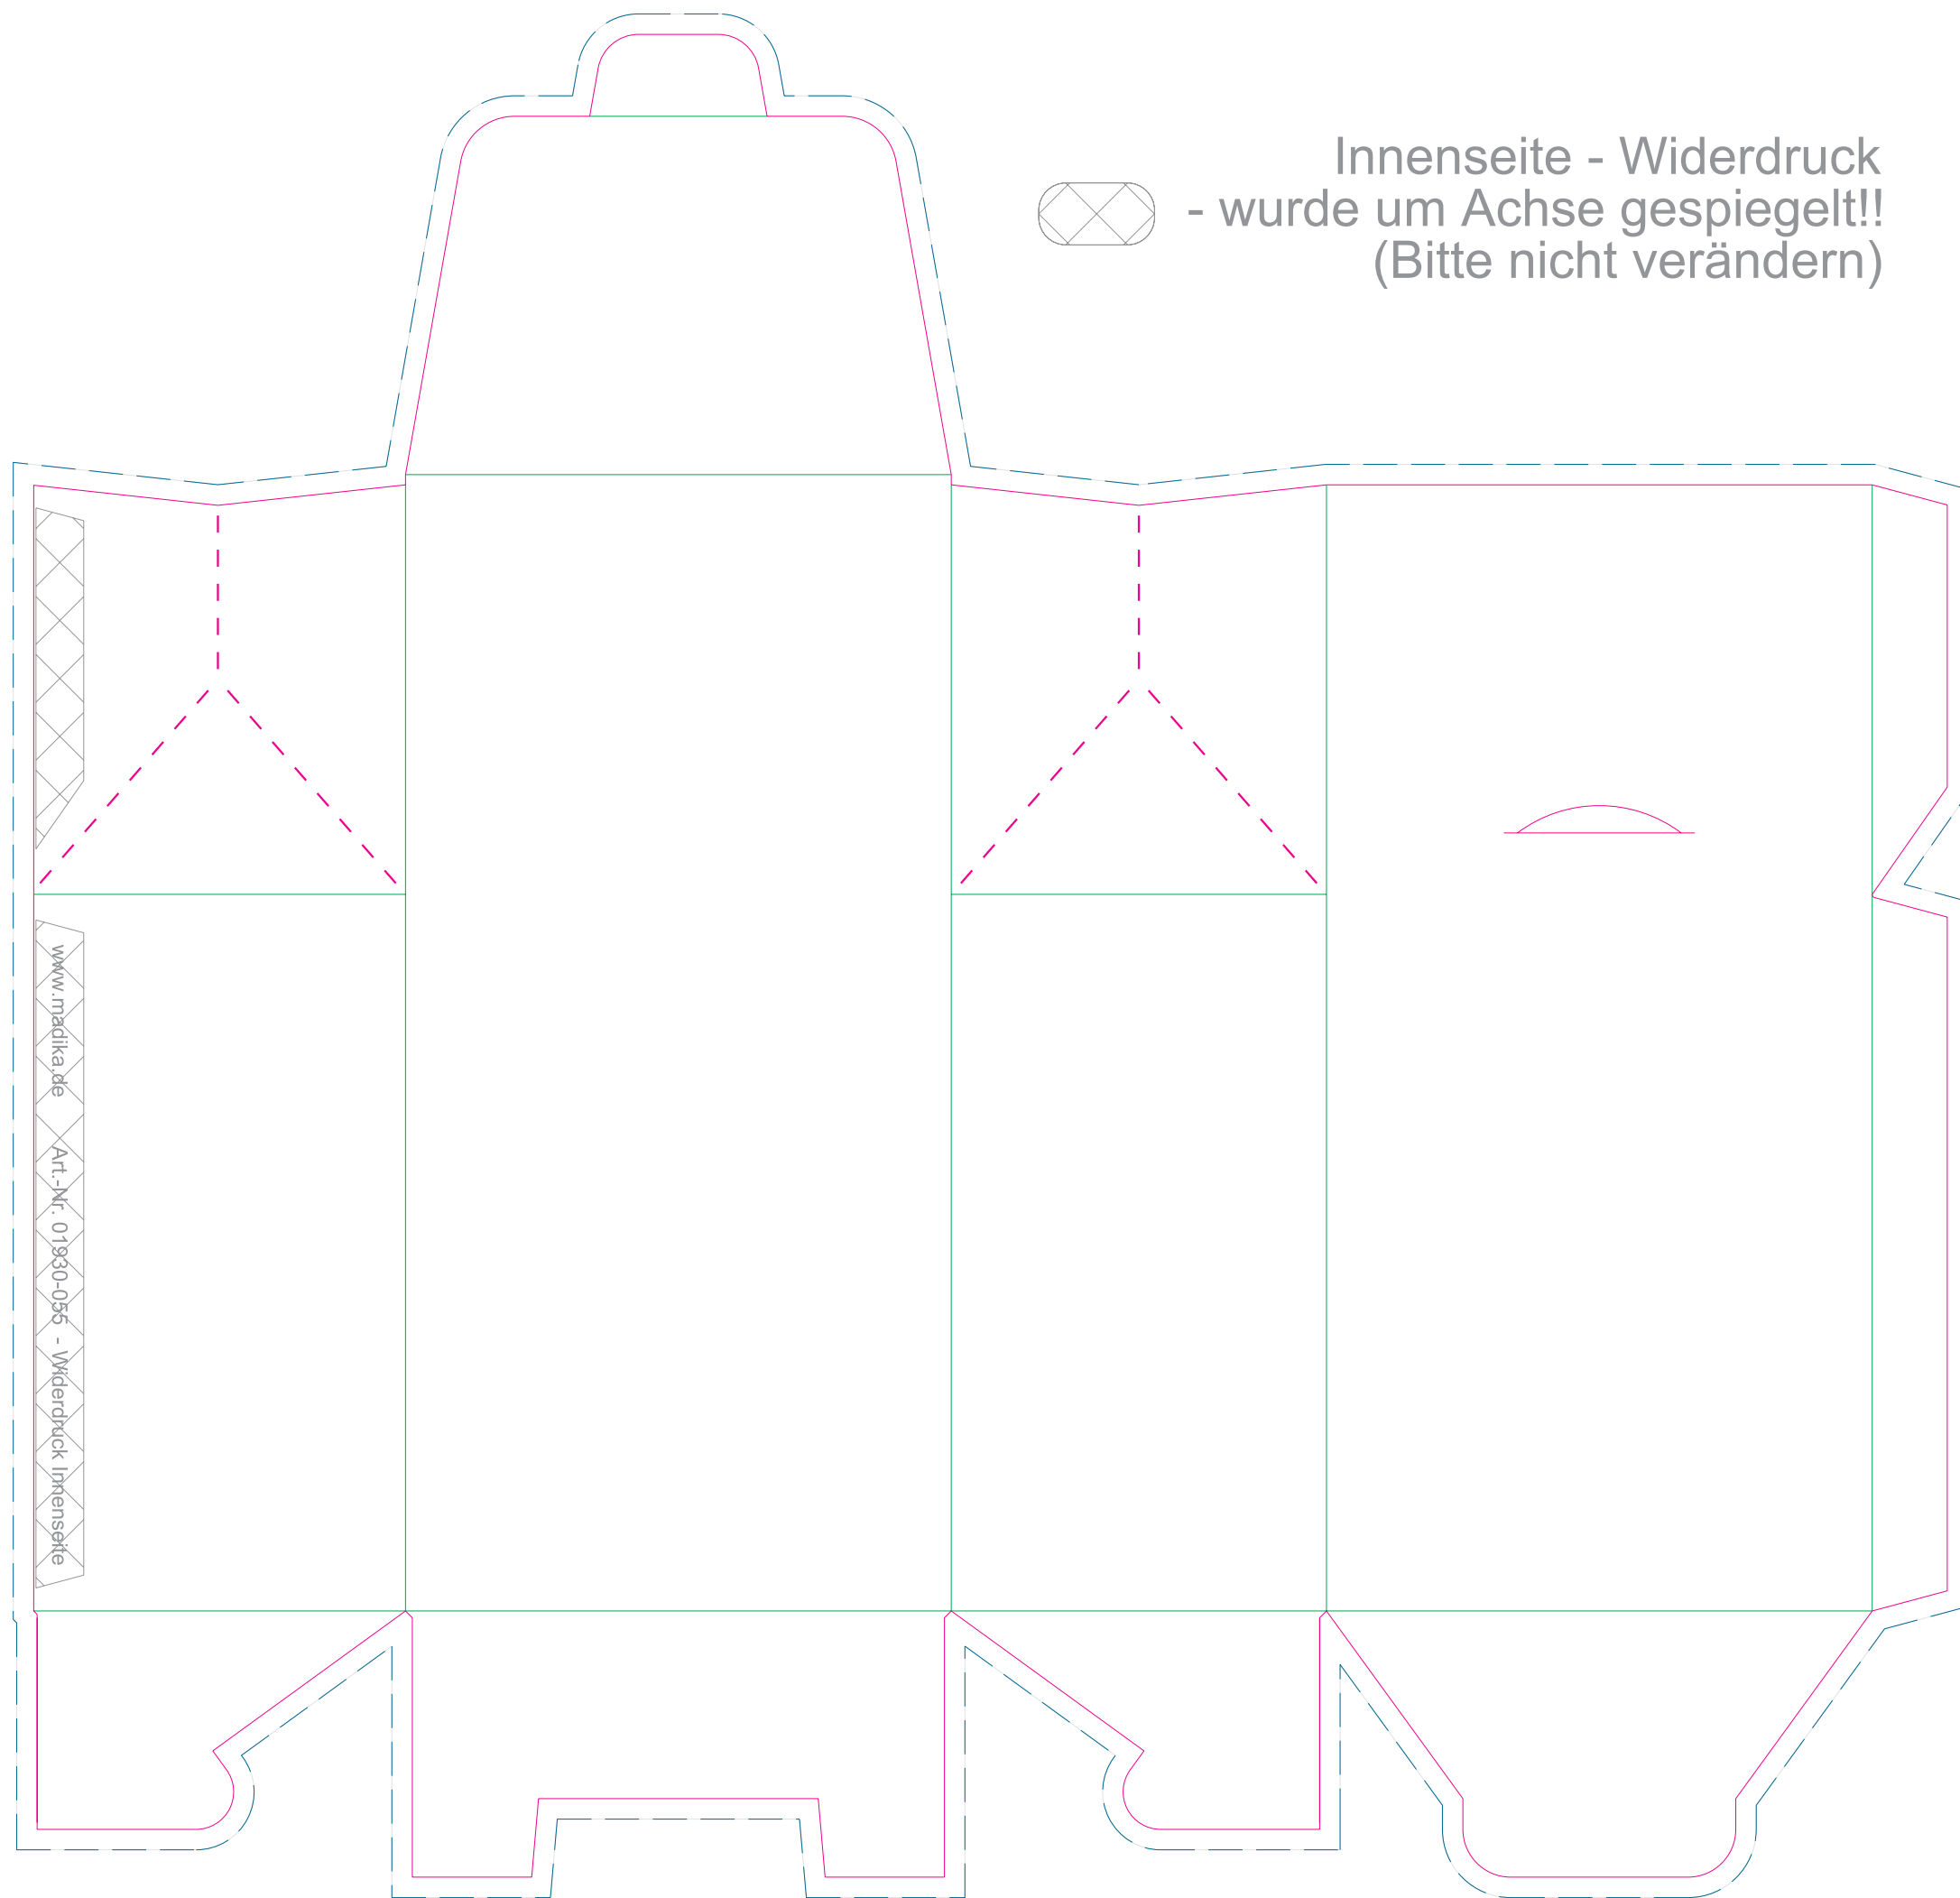 Innenseite - Widerdruck
- wurde um Achse gespiegelt!!
(Bitte nicht verändern)
www.madika.de Art.-Nr. 01930-055 - Widerdruck Innenseite